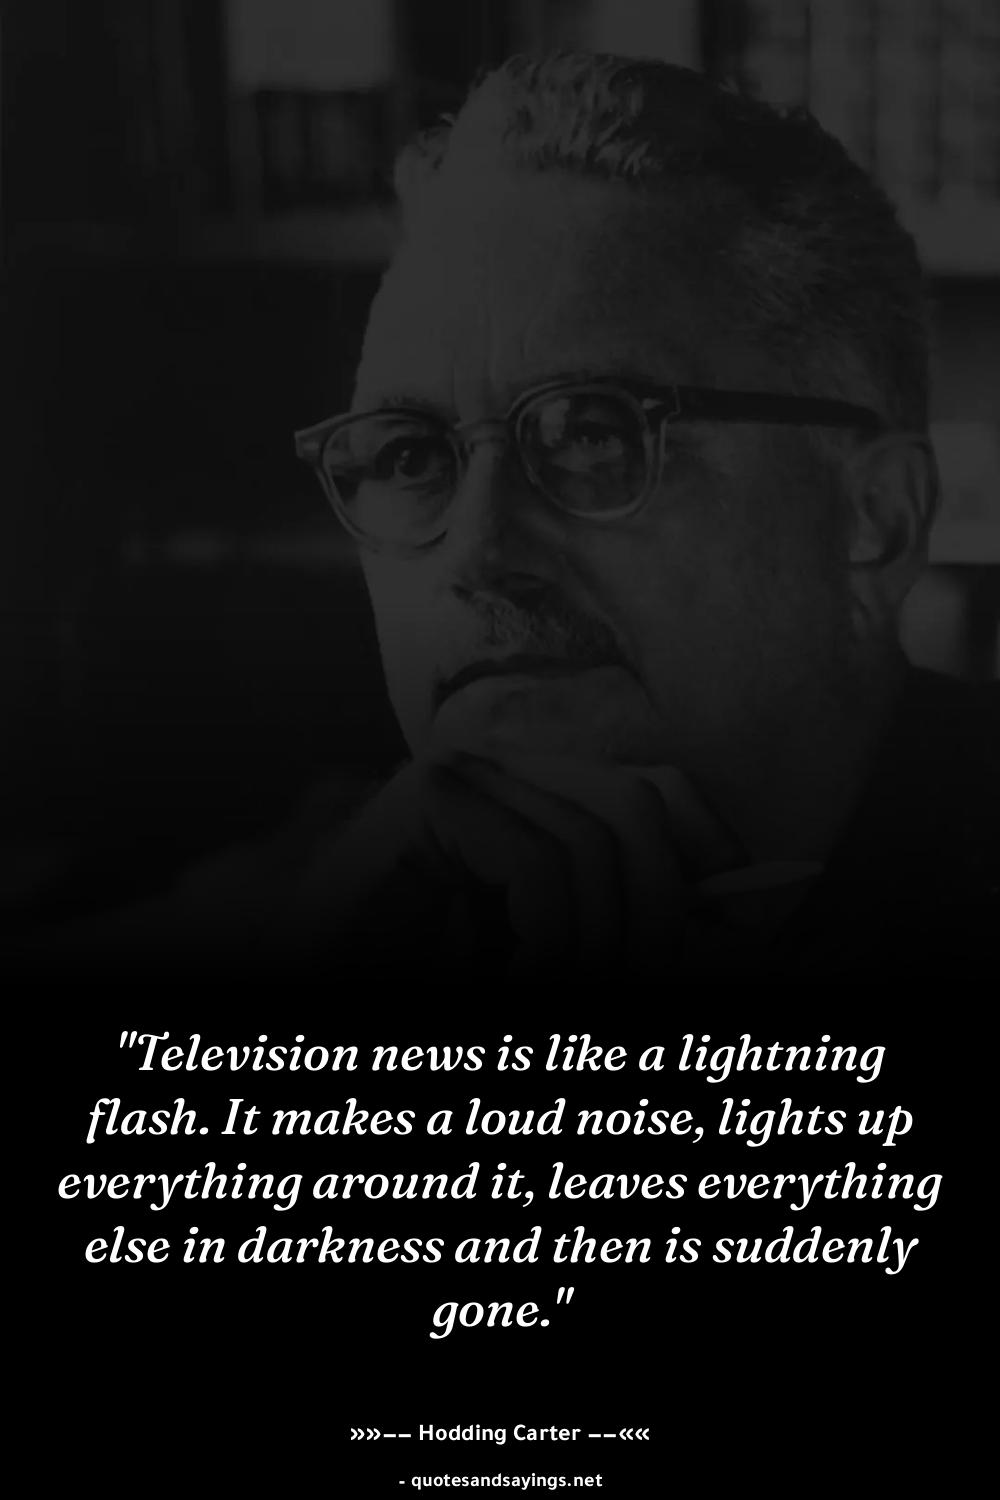 "Television news is like a lightning
flash. It makes a loud noise, lights up
everything around it, leaves everything
else in darkness and then is suddenly
gone."
»»–– Hodding Carter ––««
- quotesandsayings.net